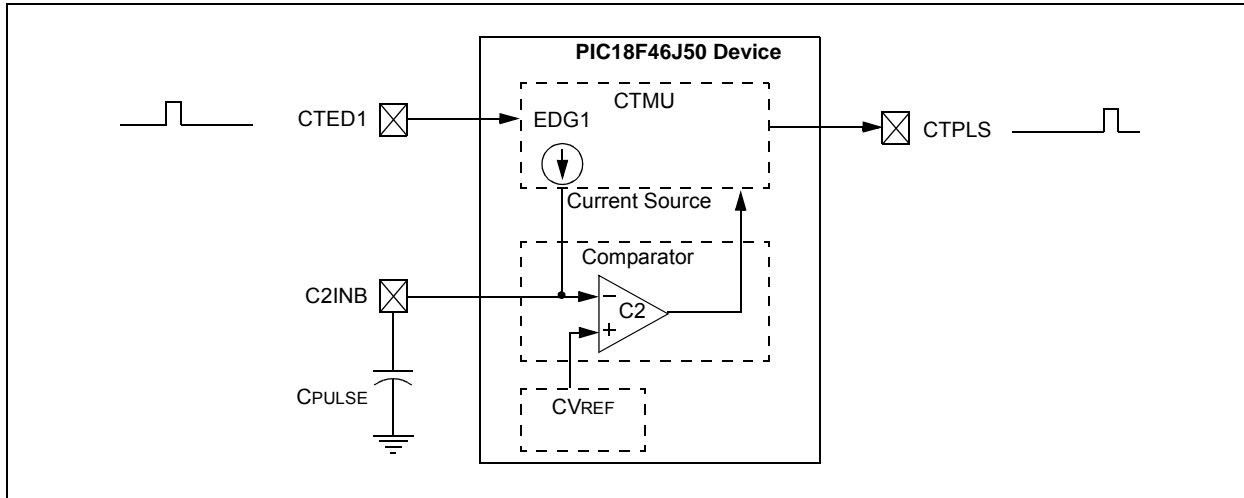 PIC18F46J50 Device
CTMU
CTED1
EDG1
CTPLS
Current Source
Comparator
C2INB
−
C2
+
CPULSE
CVREF